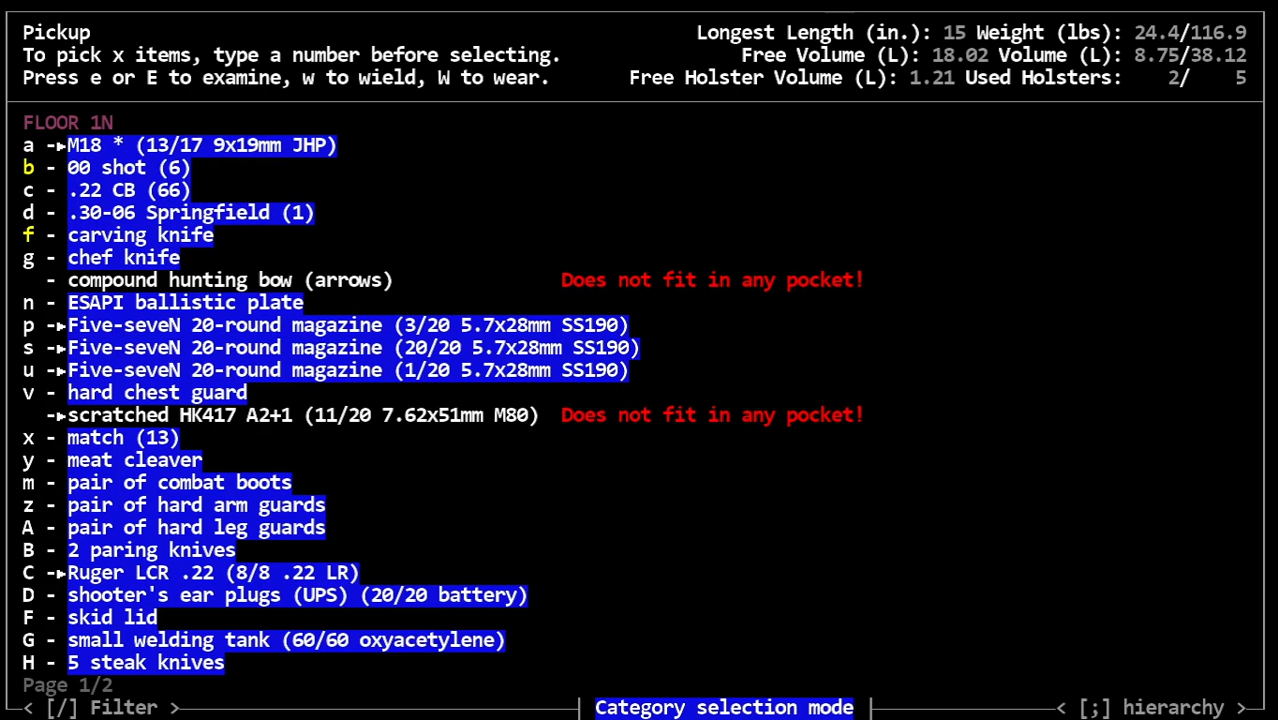 Pickup
Longest Length (in.): 15 Weight (lbs): 24.4/116.9
To pick x items, type a number before selecting.
Free Volume (L): 18.02 Volume (L): 8.75/38.12
Press e or E to examine, w to wield, W to wear.
Free Holster Volume (L): 1.21 Used Holsters: 2/ 5
FLOOR 1N
a -▸M18 * (13/17 9x19mm JHP)
b - 00 shot (6)
c - .22 CB (66)
d - .30-06 Springfield (1)
f - carving knife
g - chef knife
- compound hunting bow (arrows) Does not fit in any pocket!
n - ESAPI ballistic plate
p -▸Five-seveN 20-round magazine (3/20 5.7x28mm SS190)
s -▸Five-seveN 20-round magazine (20/20 5.7x28mm SS190)
u -▸Five-seveN 20-round magazine (1/20 5.7x28mm SS190)
v - hard chest guard
-▸scratched HK417 A2+1 (11/20 7.62x51mm M80) Does not fit in any pocket!
x - match (13)
y - meat cleaver
m - pair of combat boots
z - pair of hard arm guards
A - pair of hard leg guards
B - 2 paring knives
C -▸Ruger LCR .22 (8/8 .22 LR)
D - shooter's ear plugs (UPS) (20/20 battery)
F - skid lid
G - small welding tank (60/60 oxyacetylene)
H - 5 steak knives
Page 1/2
< [/] Filter >
Category selection mode
< [;] hierarchy >